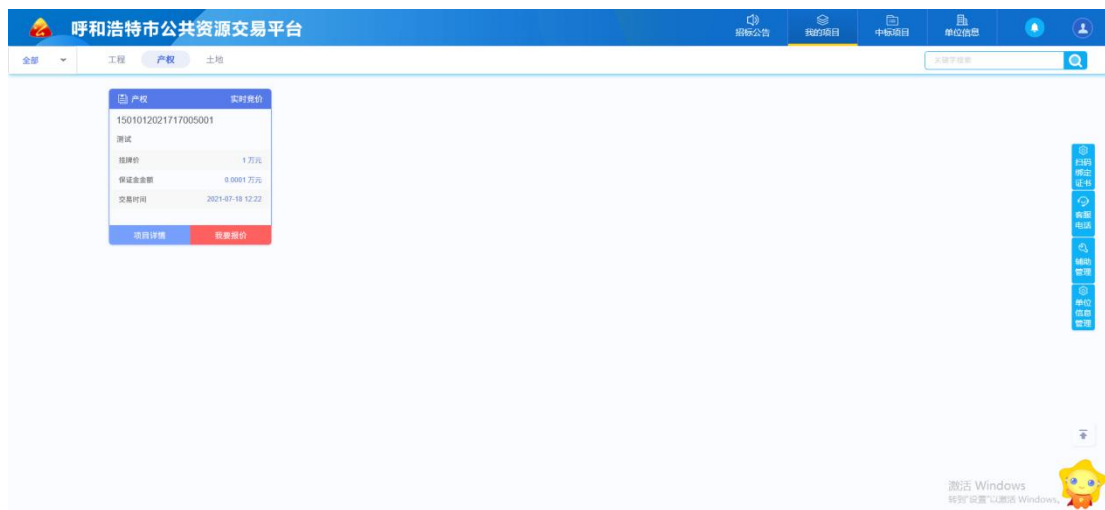 呼和浩特市公共资源交易平台
招标公告
我的项目
中标项目
单位信息
全部
工程
产权
土地
关键字搜索
产权
实时竞价
1501012021717005001
测试
挂牌价
1 万元
保证金金额
0.0001 万元
交易时间
2021-07-18 12:22
项目详情
我要报价
扫码
绑定
证书
客服
电话
辅助
管理
单位
信息
管理
激活 Windows
转到"设置"以激活 Windows。